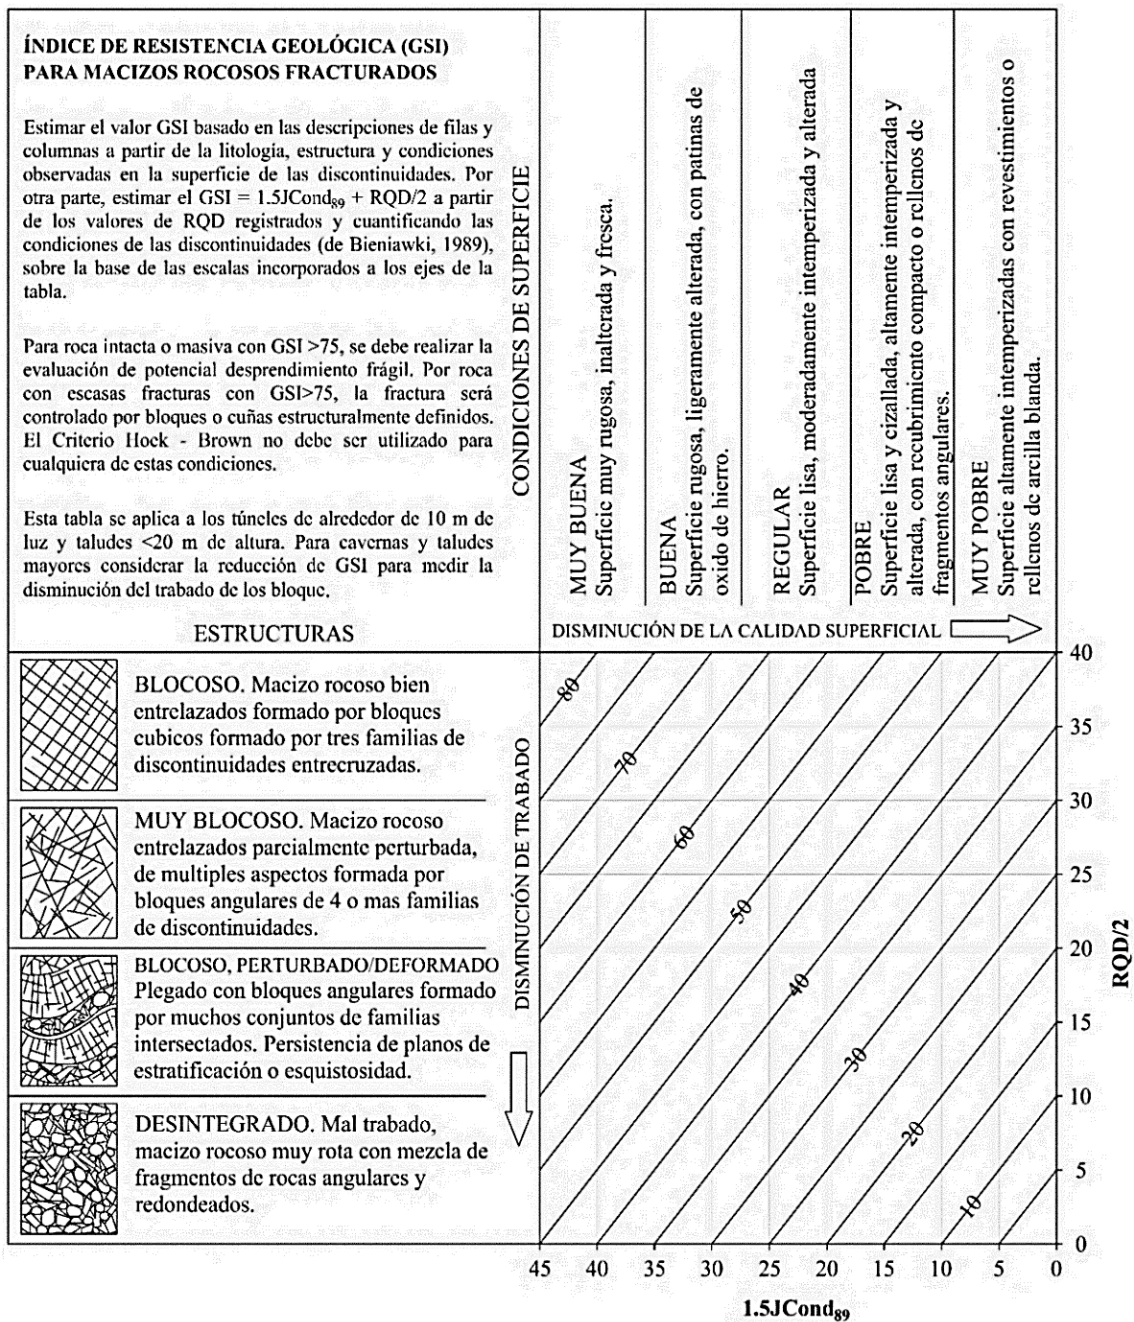 ÍNDICE DE RESISTENCIA GEOLÓGICA (GSI)
PARA MACIZOS ROCOSOS FRACTURADOS
Estimar el valor GSI basado en las descripciones de filas y
columnas a partir de la litología, estructura y condiciones
observadas en la superficie de las discontinuidades. Por
otra parte, estimar el GSI = 1.5JCond₈₉ + RQD/2 a partir
de los valores de RQD registrados y cuantificando las
condiciones de las discontinuidades (de Bieniawki, 1989),
sobre la base de las escalas incorporados a los ejes de la
tabla.
Para roca intacta o masiva con GSI >75, se debe realizar la
evaluación de potencial desprendimiento frágil. Por roca
con escasas fracturas con GSI>75, la fractura será
controlado por bloques o cuñas estructuralmente definidos.
El Criterio Hoek - Brown no debe ser utilizado para
cualquiera de estas condiciones.
Esta tabla se aplica a los túneles de alrededor de 10 m de
luz y taludes <20 m de altura. Para cavernas y taludes
mayores considerar la reducción de GSI para medir la
disminución del trabado de los bloque.
CONDICIONES DE SUPERFICIE
MUY BUENA
Superficie muy rugosa, inalterada y fresca.
BUENA
Superficie rugosa, ligeramente alterada, con patinas de
oxido de hierro.
REGULAR
Superficie lisa, moderadamente intemperizada y alterada
POBRE
Superficie lisa y cizallada, altamente intemperizada y
alterada, con recubrimiento compacto o rellenos de
fragmentos angulares.
MUY POBRE
Superficie altamente intemperizadas con revestimientos o
rellenos de arcilla blanda.
ESTRUCTURAS
DISMINUCIÓN DE LA CALIDAD SUPERFICIAL
BLOCOSO. Macizo rocoso bien
entrelazados formado por bloques
cubicos formado por tres familias de
discontinuidades entrecruzadas.
MUY BLOCOSO. Macizo rocoso
entrelazados parcialmente perturbada,
de multiples aspectos formada por
bloques angulares de 4 o mas familias
de discontinuidades.
BLOCOSO, PERTURBADO/DEFORMADO
Plegado con bloques angulares formado
por muchos conjuntos de familias
intersectados. Persistencia de planos de
estratificación o esquistosidad.
DESINTEGRADO. Mal trabado,
macizo rocoso muy rota con mezcla de
fragmentos de rocas angulares y
redondeados.
DISMINUCIÓN DE TRABADO
80
70
60
50
40
30
20
10
40
35
30
25
20
15
10
5
0
RQD/2
45 40 35 30 25 20 15 10 5 0
1.5JCond₈₉